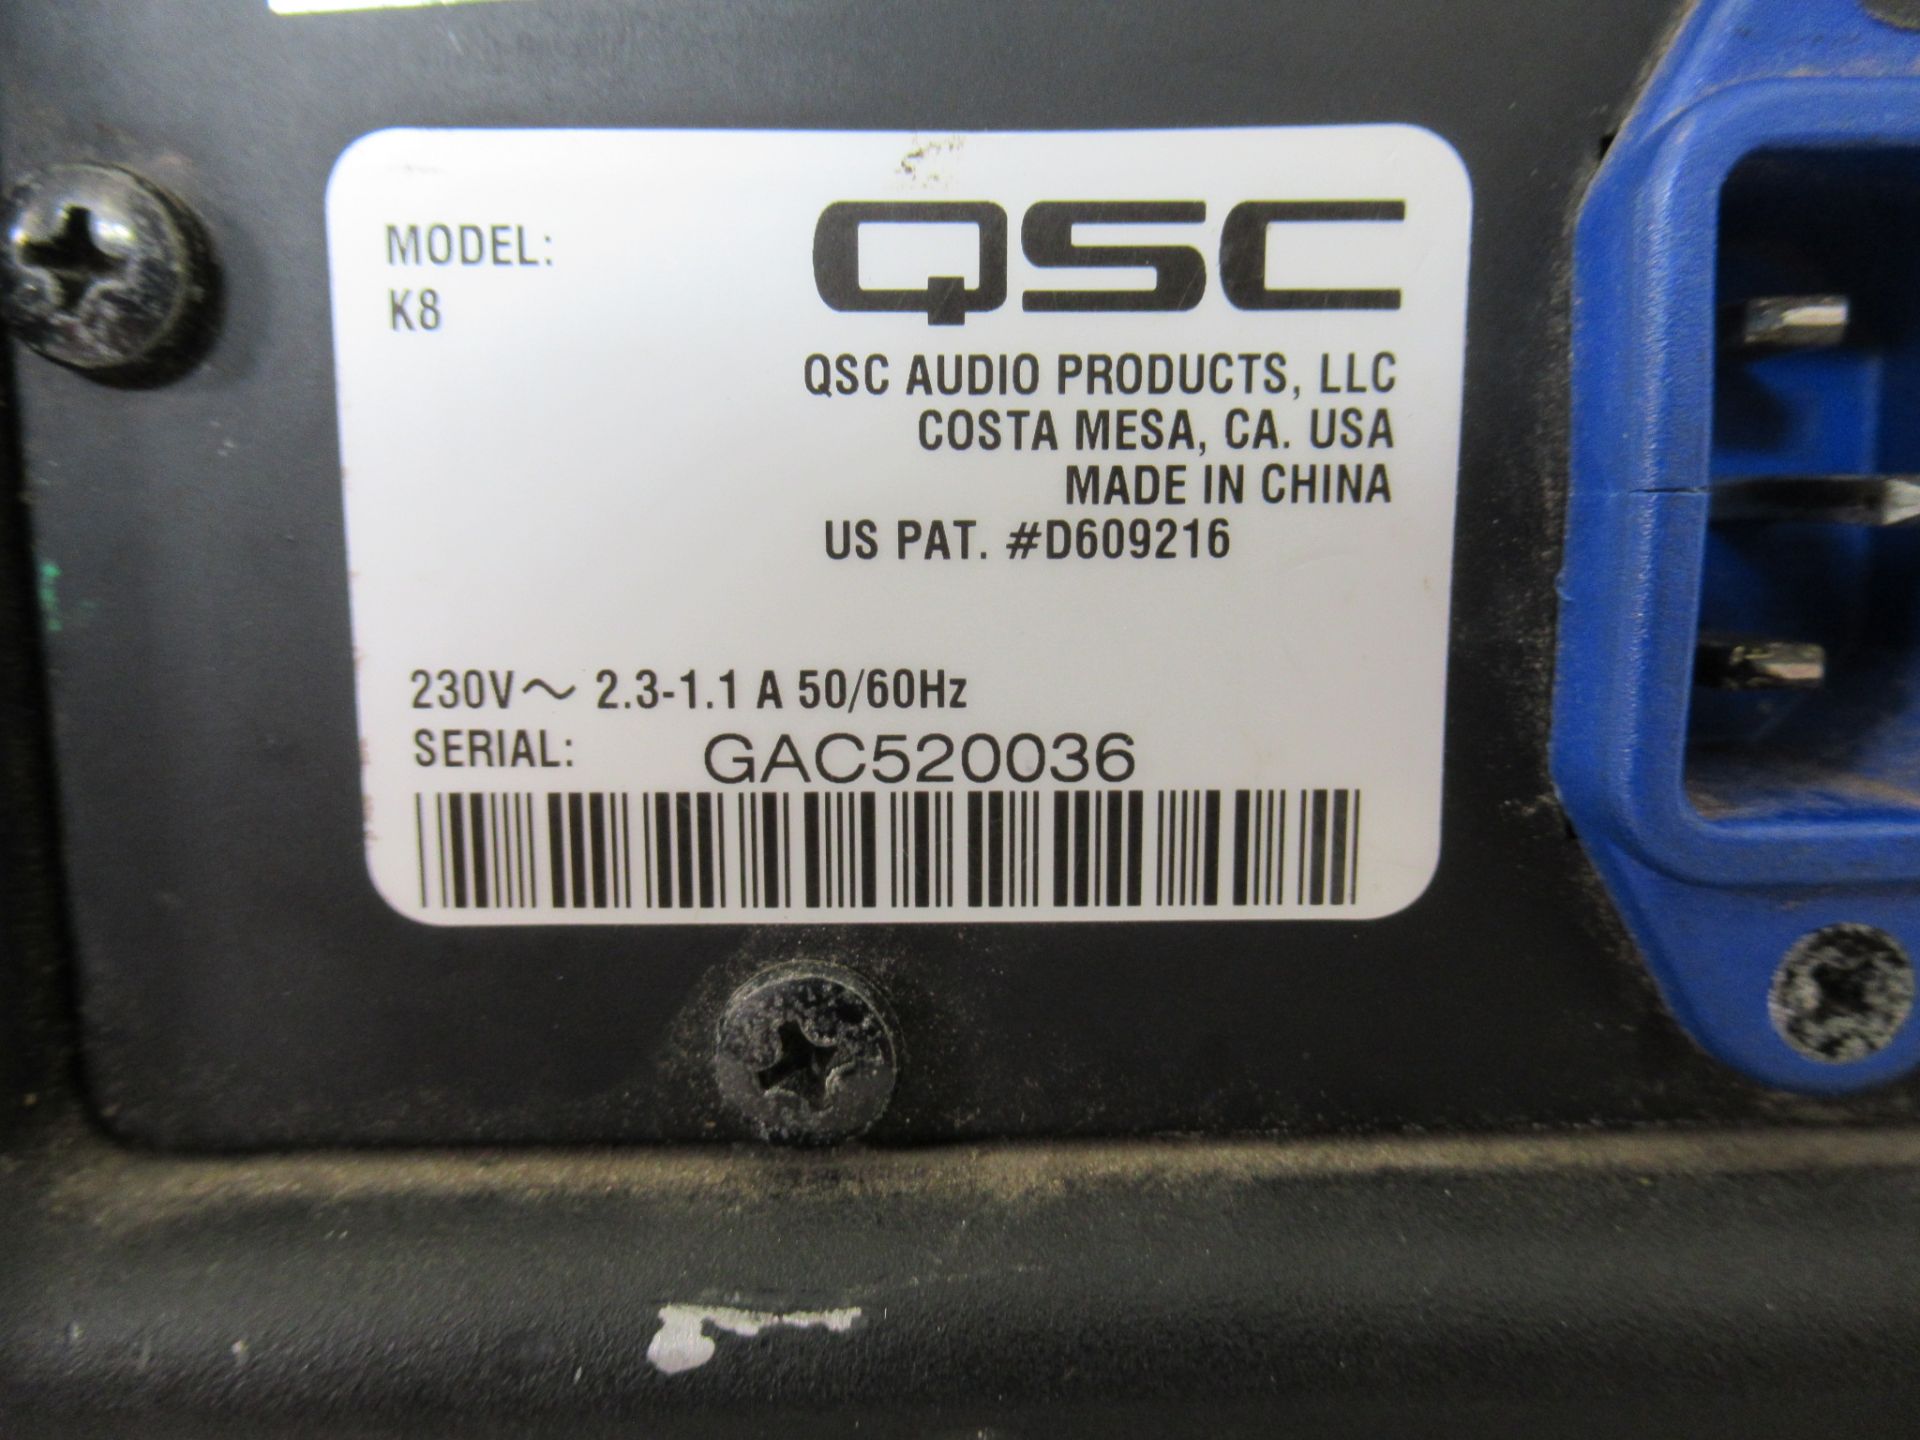 MODEL:
K8
QSC
QSC AUDIO PRODUCTS, LLC
COSTA MESA, CA. USA
MADE IN CHINA
US PAT. #D609216
230V~ 2.3-1.1 A 50/60Hz
SERIAL: GAC520036